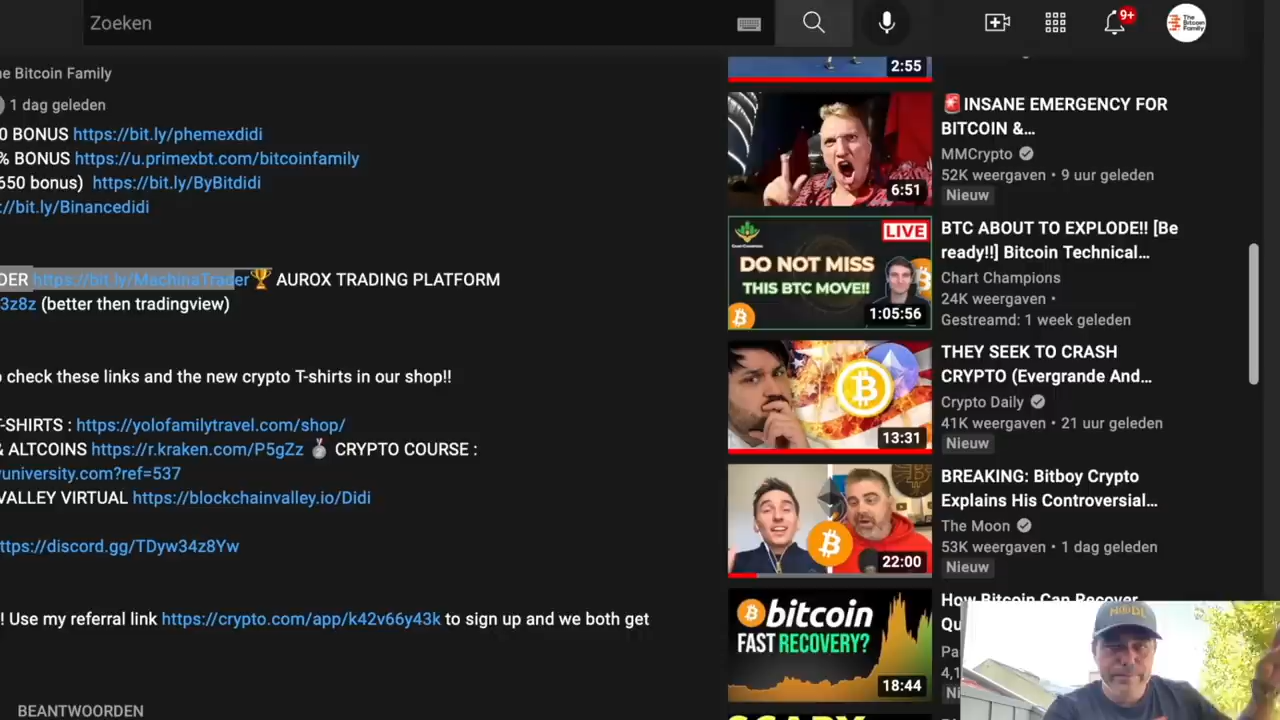 Zoeken
9+
The Bitcoin Family
ne Bitcoin Family
1 dag geleden
0 BONUS https://bit.ly/phemexdidi
% BONUS https://u.primexbt.com/bitcoinfamily
650 bonus) https://bit.ly/ByBitdidi
://bit.ly/Binancedidi
DER https://bit.ly/MachinaTrader🏆 AUROX TRADING PLATFORM
3z8z (better then tradingview)
o check these links and the new crypto T-shirts in our shop!!
T-SHIRTS : https://yolofamilytravel.com/shop/
& ALTCOINS https://r.kraken.com/P5gZz 🥈 CRYPTO COURSE :
yuniversity.com?ref=537
VALLEY VIRTUAL https://blockchainvalley.io/Didi
ttps://discord.gg/TDyw34z8Yw
! Use my referral link https://crypto.com/app/k42v66y43k to sign up and we both get
BEANTWOORDEN
2:55
6:51
🚨INSANE EMERGENCY FOR
BITCOIN &…
MMCrypto
52K weergaven • 9 uur geleden
Nieuw
LIVE
CHART CHAMPIONS
DO NOT MISS
THIS BTC MOVE!!
1:05:56
BTC ABOUT TO EXPLODE!! [Be
ready!!] Bitcoin Technical…
Chart Champions
24K weergaven •
Gestreamd: 1 week geleden
13:31
THEY SEEK TO CRASH
CRYPTO (Evergrande And…
Crypto Daily
41K weergaven • 21 uur geleden
Nieuw
22:00
BREAKING: Bitboy Crypto
Explains His Controversial…
The Moon
53K weergaven • 1 dag geleden
Nieuw
bitcoin
FAST RECOVERY?
18:44
How Bitcoin Can Recover
Qu
Pa
4,1
Ni
SCARY